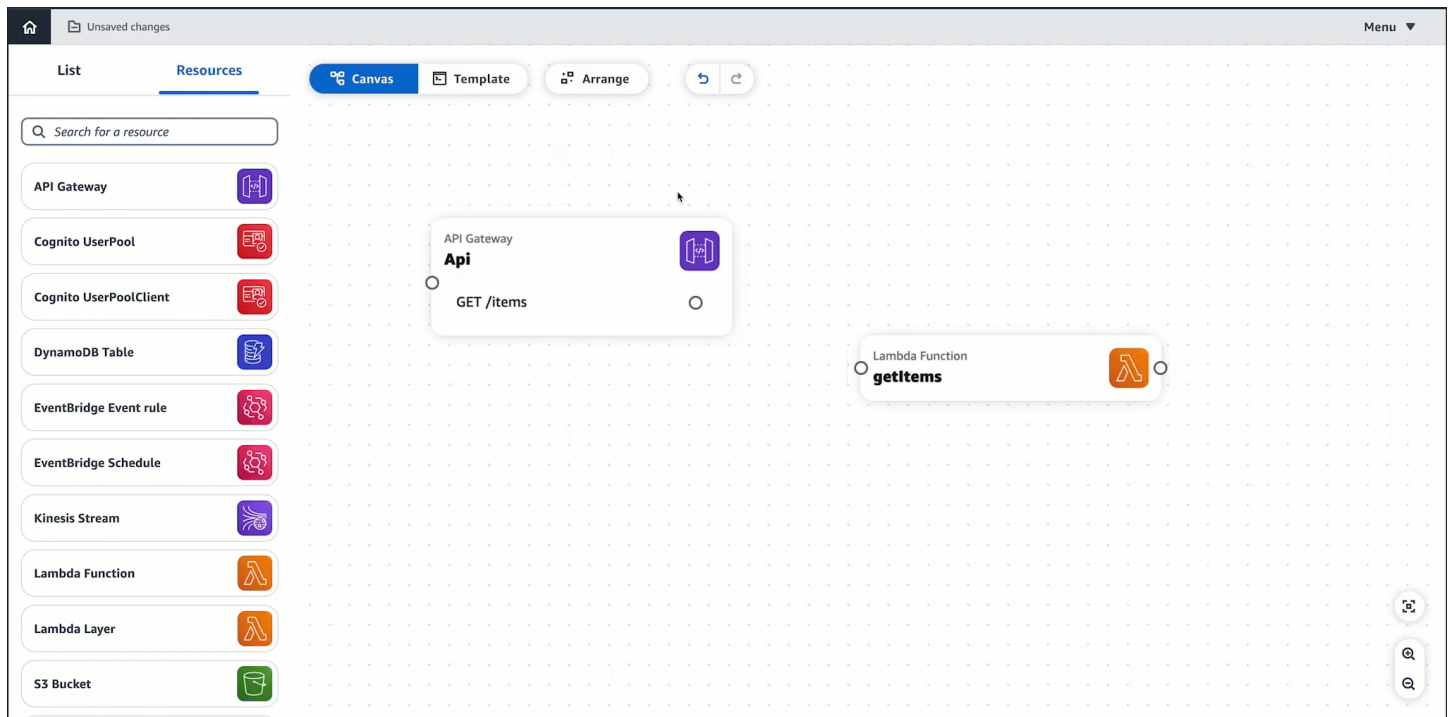 Unsaved changes
Menu
List
Resources
Canvas
Template
Arrange
Search for a resource
API Gateway
Cognito UserPool
Cognito UserPoolClient
DynamoDB Table
EventBridge Event rule
EventBridge Schedule
Kinesis Stream
Lambda Function
Lambda Layer
S3 Bucket
API Gateway
Api
GET /items
Lambda Function
getItems